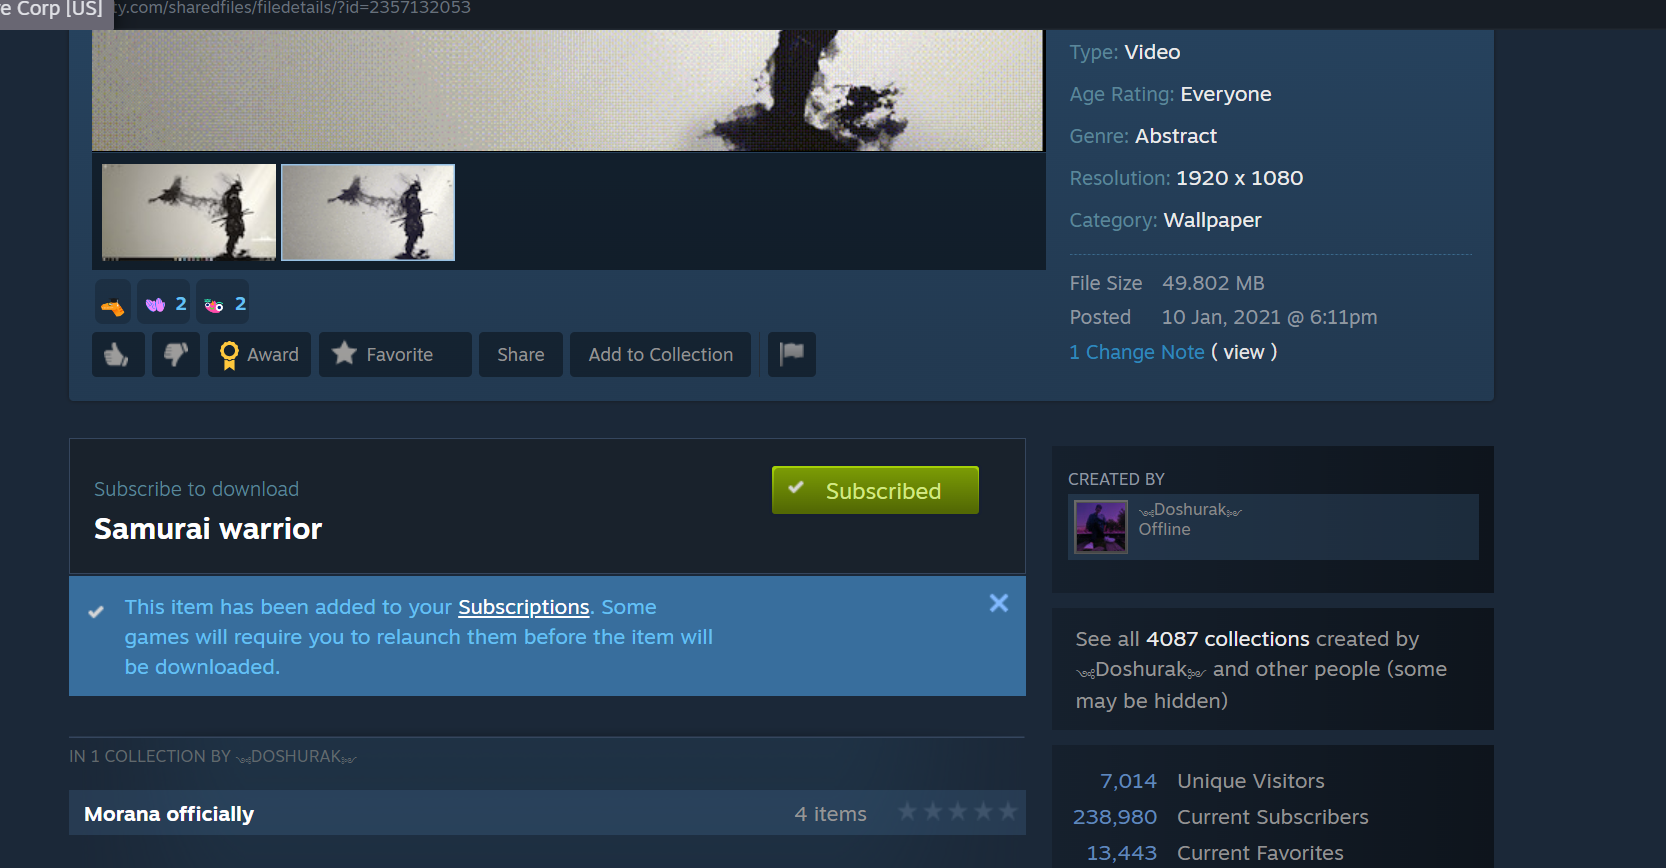 e Corp [US]
ty.com/sharedfiles/filedetails/?id=2357132053
Type: Video
Age Rating: Everyone
Genre: Abstract
Resolution: 1920 x 1080
Category: Wallpaper
File Size 49.802 MB
Posted 10 Jan, 2021 @ 6:11pm
1 Change Note ( view )
2 2
Award Favorite Share Add to Collection
Subscribe to download
Samurai warrior
Subscribed
This item has been added to your Subscriptions. Some
games will require you to relaunch them before the item will
be downloaded.
IN 1 COLLECTION BY ༄DOSHURAK༄
Morana officially 4 items
CREATED BY
༄Doshurak༄
Offline
See all 4087 collections created by
༄Doshurak༄ and other people (some
may be hidden)
7,014 Unique Visitors
238,980 Current Subscribers
13,443 Current Favorites